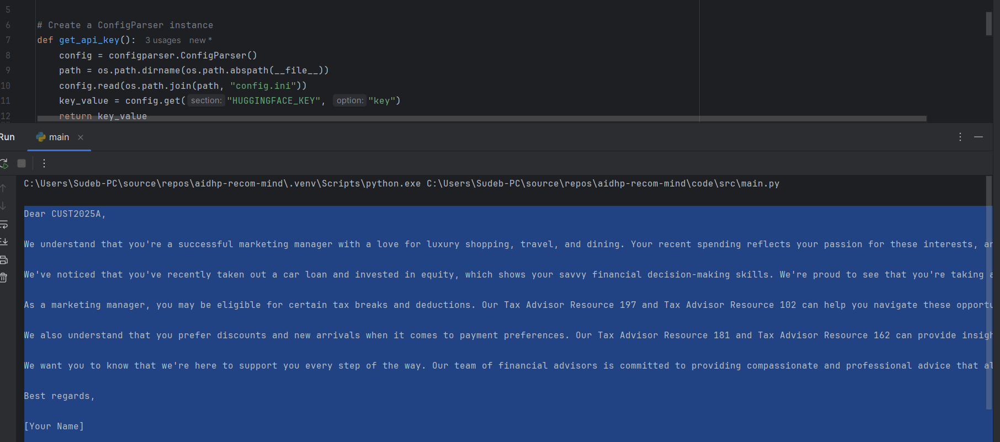 5
6 # Create a ConfigParser instance
7 def get_api_key(): 3 usages new *
8 config = configparser.ConfigParser()
9 path = os.path.dirname(os.path.abspath(__file__))
10 config.read(os.path.join(path, "config.ini"))
11 key_value = config.get( section: "HUGGINGFACE_KEY", option: "key")
12 return key_value
Run main
C:\Users\Sudeb-PC\source\repos\aidhp-recom-mind\.venv\Scripts\python.exe C:\Users\Sudeb-PC\source\repos\aidhp-recom-mind\code\src\main.py
Dear CUST2025A,
We understand that you're a successful marketing manager with a love for luxury shopping, travel, and dining. Your recent spending reflects your passion for these interests,
We've noticed that you've recently taken out a car loan and invested in equity, which shows your savvy financial decision-making skills. We're proud to see that you're taking
As a marketing manager, you may be eligible for certain tax breaks and deductions. Our Tax Advisor Resource 197 and Tax Advisor Resource 102 can help you navigate these
We also understand that you prefer discounts and new arrivals when it comes to payment preferences. Our Tax Advisor Resource 181 and Tax Advisor Resource 162 can provide
We want you to know that we're here to support you every step of the way. Our team of financial advisors is committed to providing compassionate and professional advice that
Best regards,
[Your Name]